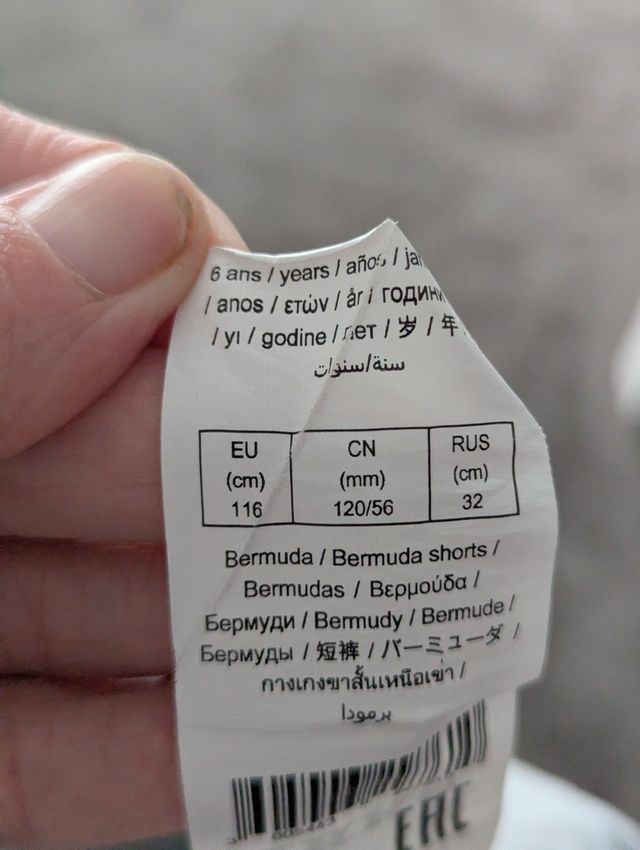 6 ans / years / años /
/ anos / ετών / år / години
/ yı / godine / лет / 岁 / 年
سنة/سنوات
EU CN RUS
(cm) (mm) (cm)
116 120/56 32
Bermuda / Bermuda shorts /
Bermudas / Βερμούδα /
Бермуди / Bermudy / Bermude /
Бермуды / 短裤 / バーミューダ /
กางเกงขาสั้นเหนือเข่า /
برمودا
EAC